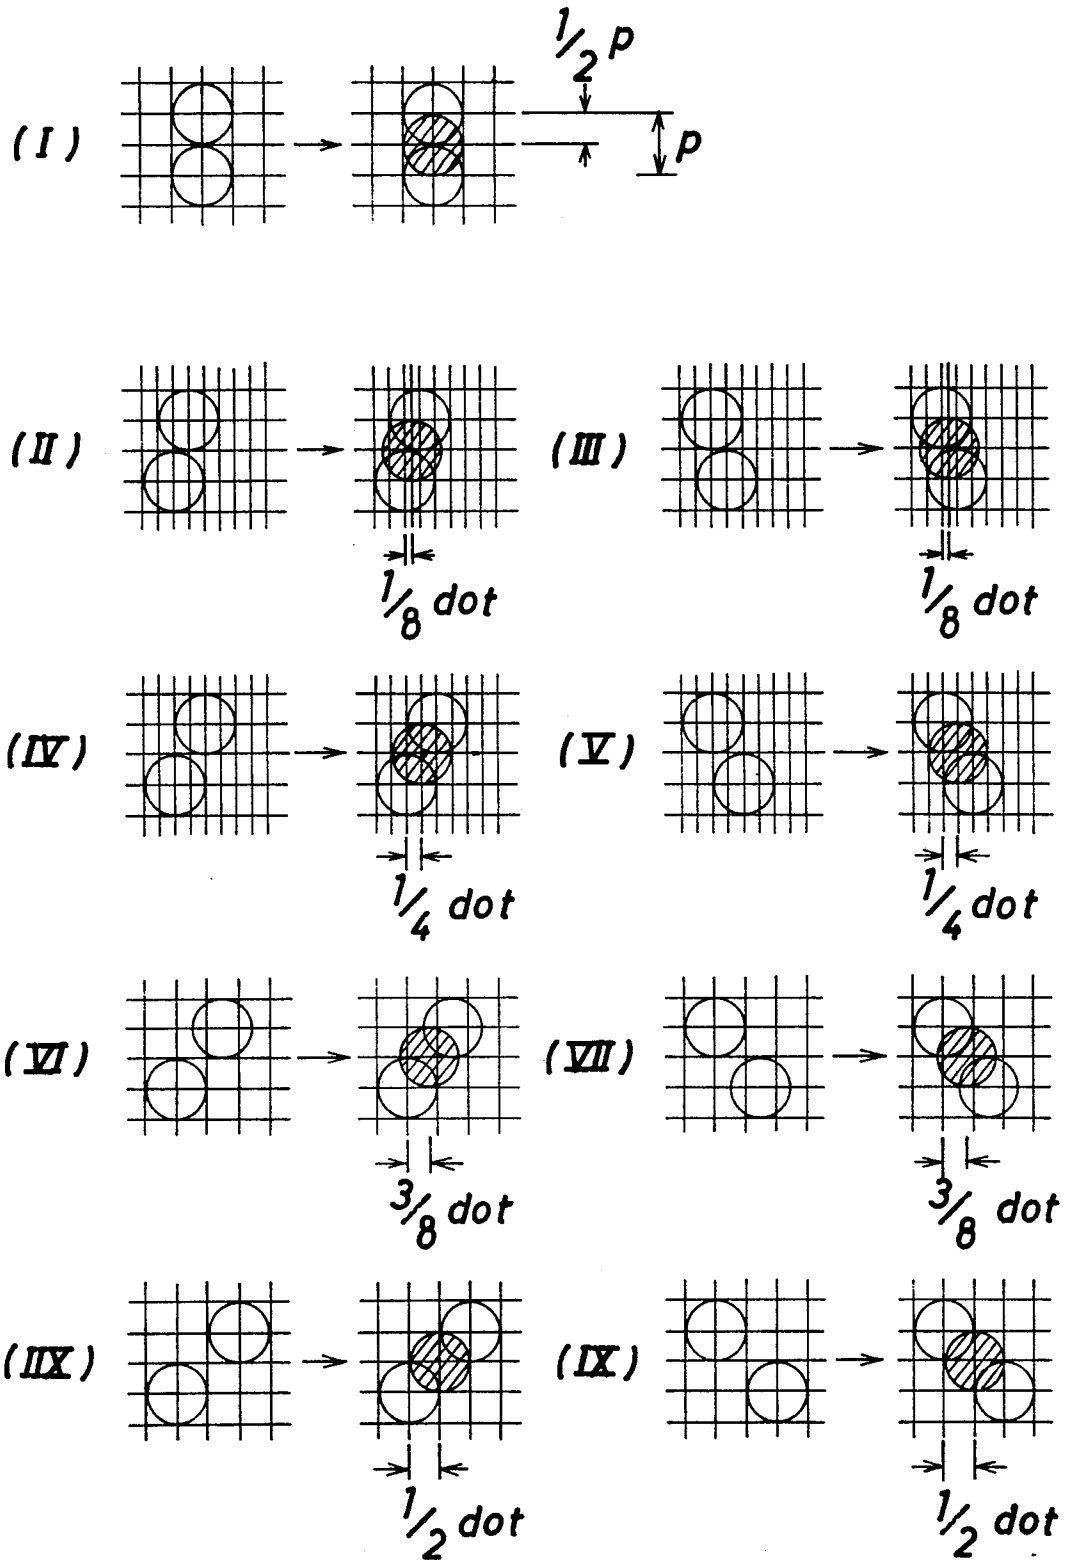 1/2 p
(I)
p
(II)
(III)
1/8 dot
1/8 dot
(IV)
(V)
1/4 dot
1/4 dot
(VI)
(VII)
3/8 dot
3/8 dot
(IIX)
(IX)
1/2 dot
1/2 dot